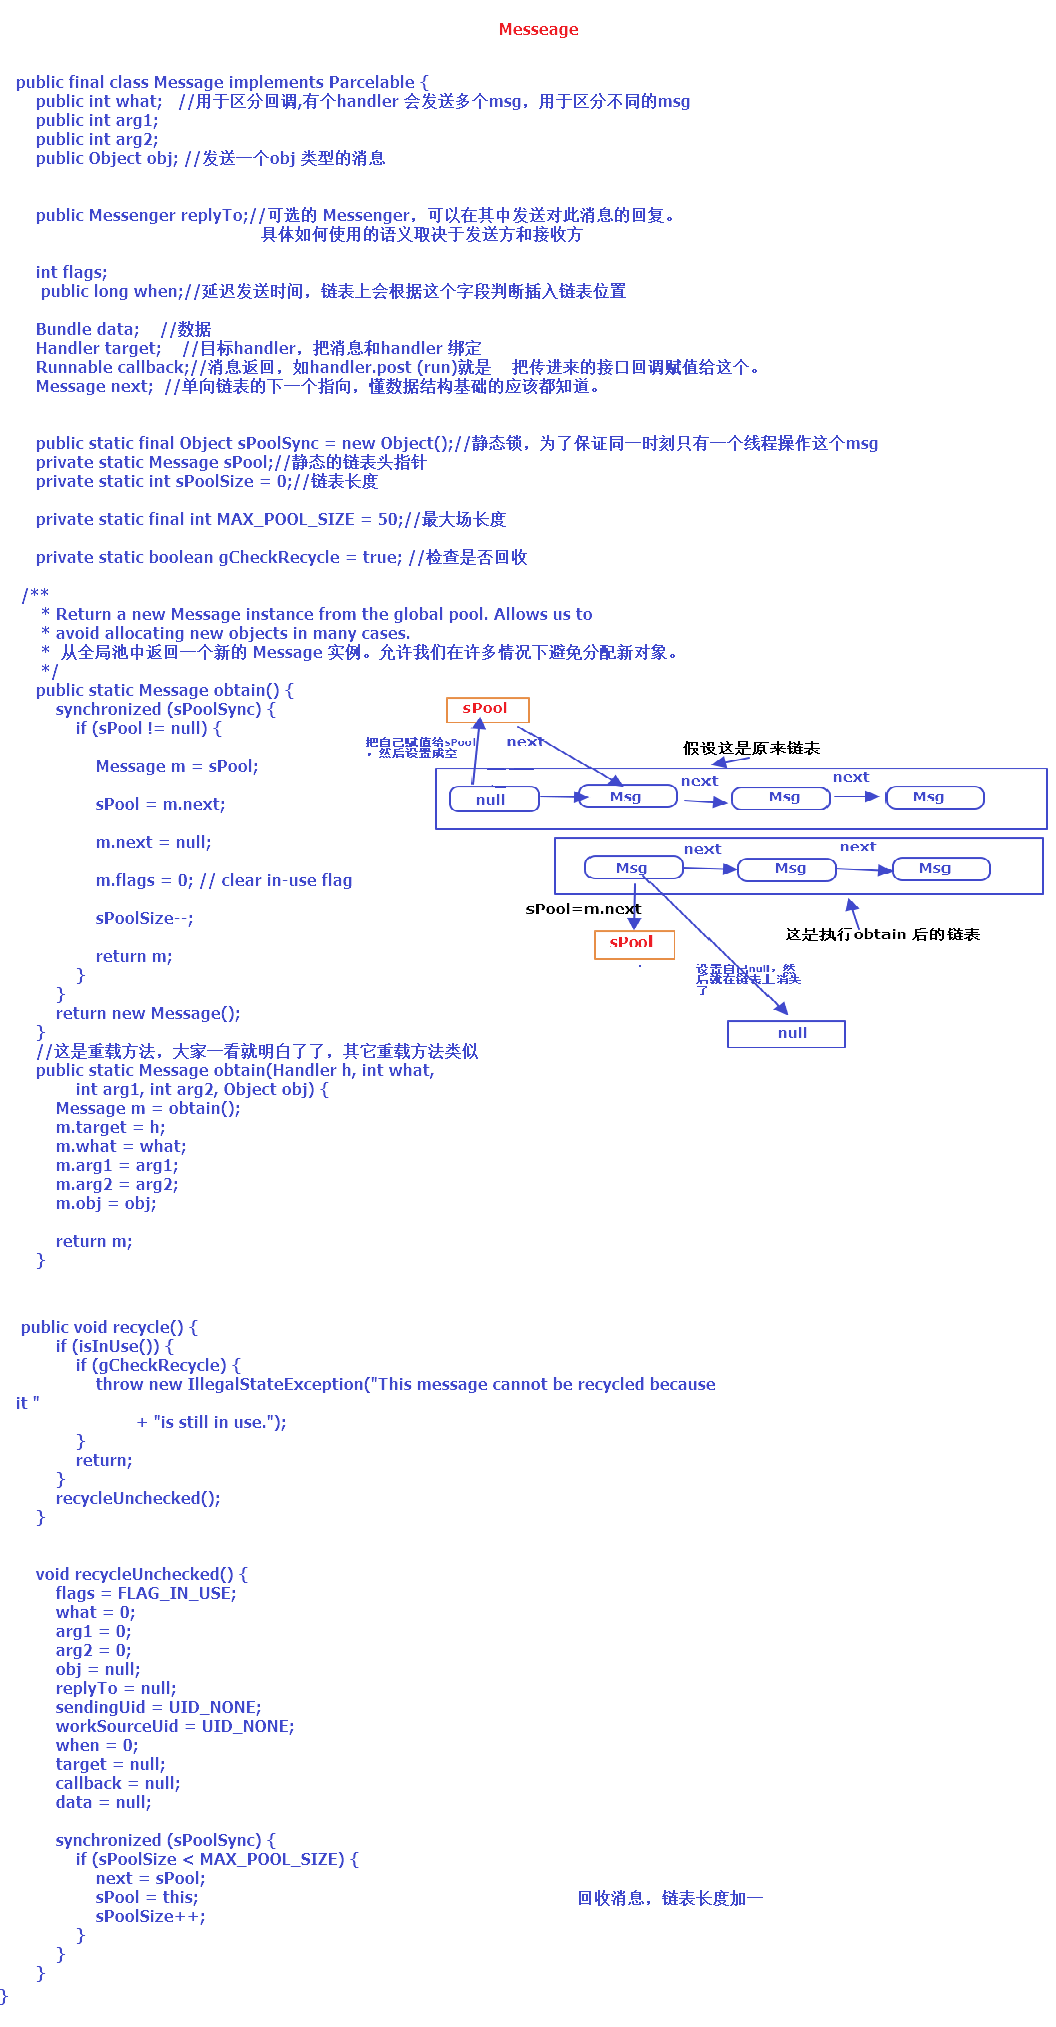 Messeage
public final class Message implements Parcelable {
public int what;   //用于区分回调,有个handler 会发送多个msg，用于区分不同的msg
public int arg1;
public int arg2;
public Object obj; //发送一个obj 类型的消息
public Messenger replyTo;//可选的 Messenger，可以在其中发送对此消息的回复。
具体如何使用的语义取决于发送方和接收方
int flags;
public long when;//延迟发送时间，链表上会根据这个字段判断插入链表位置
Bundle data;    //数据
Handler target;    //目标handler，把消息和handler 绑定
Runnable callback;//消息返回，如handler.post (run)就是    把传进来的接口回调赋值给这个。
Message next;  //单向链表的下一个指向，懂数据结构基础的应该都知道。
public static final Object sPoolSync = new Object();//静态锁，为了保证同一时刻只有一个线程操作这个msg
private static Message sPool;//静态的链表头指针
private static int sPoolSize = 0;//链表长度
private static final int MAX_POOL_SIZE = 50;//最大场长度
private static boolean gCheckRecycle = true; //检查是否回收
/**
* Return a new Message instance from the global pool. Allows us to
* avoid allocating new objects in many cases.
*  从全局池中返回一个新的 Message 实例。允许我们在许多情况下避免分配新对象。
*/
public static Message obtain() {
synchronized (sPoolSync) {
if (sPool != null) {
Message m = sPool;
sPool = m.next;
m.next = null;
m.flags = 0; // clear in-use flag
sPoolSize--;
return m;
}
}
return new Message();
}
sPool
把自己赋值给sPool
，然后设置成空
next
假设这是原来链表
next
next
null
Msg
Msg
Msg
next
next
Msg
Msg
Msg
sPool=m.next
这是执行obtain 后的链表
sPool
设置自己null，然
后就在链表上消失
了
null
//这是重载方法，大家一看就明白了了，其它重载方法类似
public static Message obtain(Handler h, int what,
int arg1, int arg2, Object obj) {
Message m = obtain();
m.target = h;
m.what = what;
m.arg1 = arg1;
m.arg2 = arg2;
m.obj = obj;
return m;
}
public void recycle() {
if (isInUse()) {
if (gCheckRecycle) {
throw new IllegalStateException("This message cannot be recycled because
it "
+ "is still in use.");
}
return;
}
recycleUnchecked();
}
void recycleUnchecked() {
flags = FLAG_IN_USE;
what = 0;
arg1 = 0;
arg2 = 0;
obj = null;
replyTo = null;
sendingUid = UID_NONE;
workSourceUid = UID_NONE;
when = 0;
target = null;
callback = null;
data = null;
synchronized (sPoolSync) {
if (sPoolSize < MAX_POOL_SIZE) {
next = sPool;
sPool = this;
回收消息，链表长度加一
sPoolSize++;
}
}
}
}